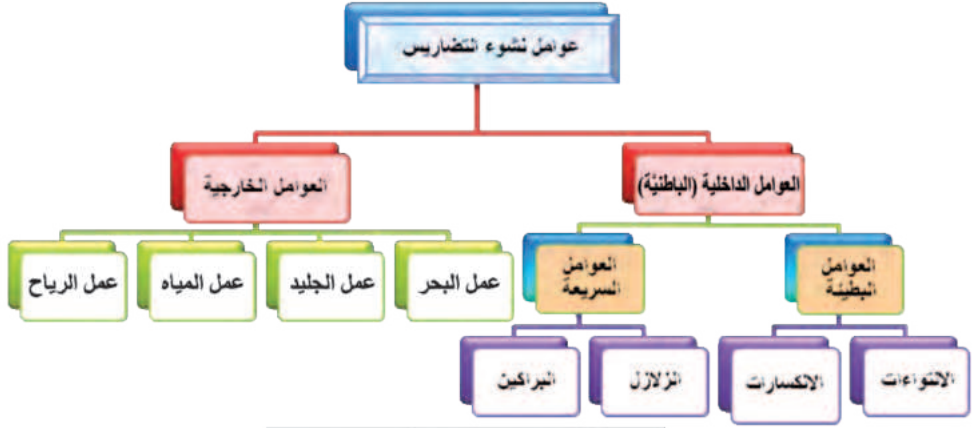 عوامل نشوء التضاريس
العوامل الداخلية (الباطنيّة)
العوامل الخارجية
العوامل
البطيئة
العوامل
السريعة
عمل البحر
عمل الجليد
عمل المياه
عمل الرياح
الالتواءات
الانكسارات
الزلازل
البراكين